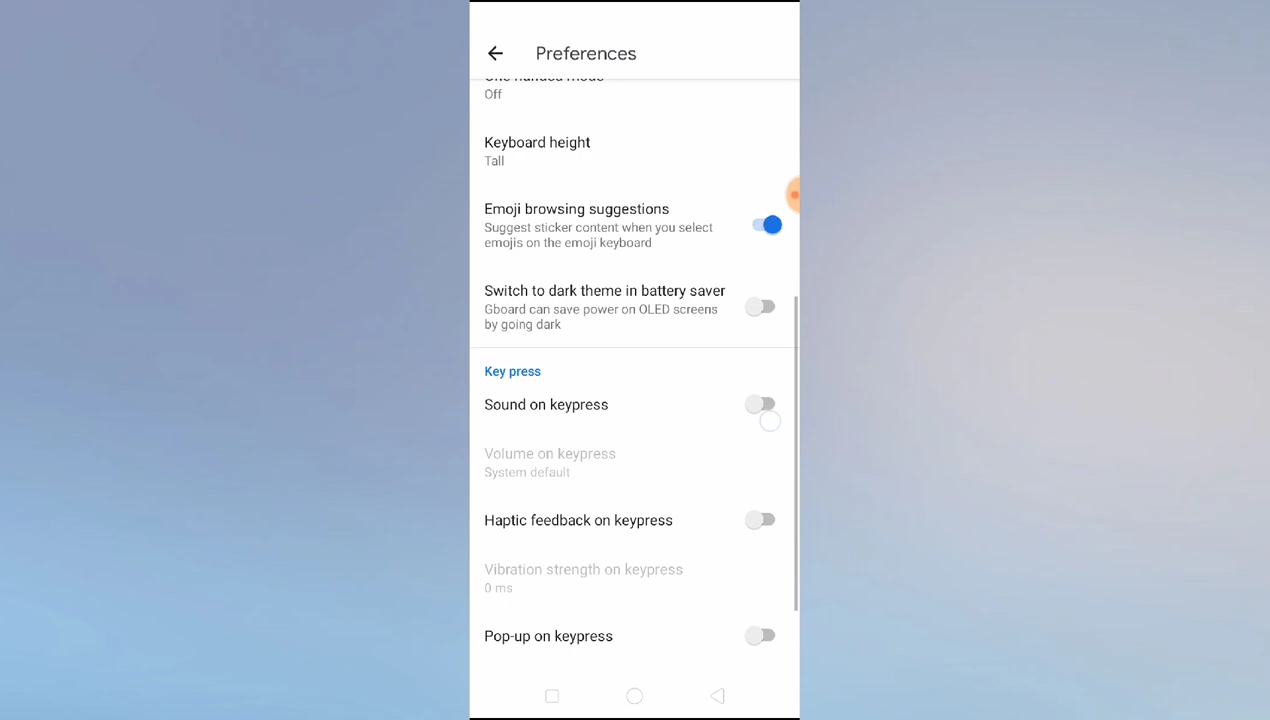 Preferences
One handed mode
Off
Keyboard height
Tall
Emoji browsing suggestions
Suggest sticker content when you select
emojis on the emoji keyboard
Switch to dark theme in battery saver
Gboard can save power on OLED screens
by going dark
Key press
Sound on keypress
Volume on keypress
System default
Haptic feedback on keypress
Vibration strength on keypress
0 ms
Pop-up on keypress